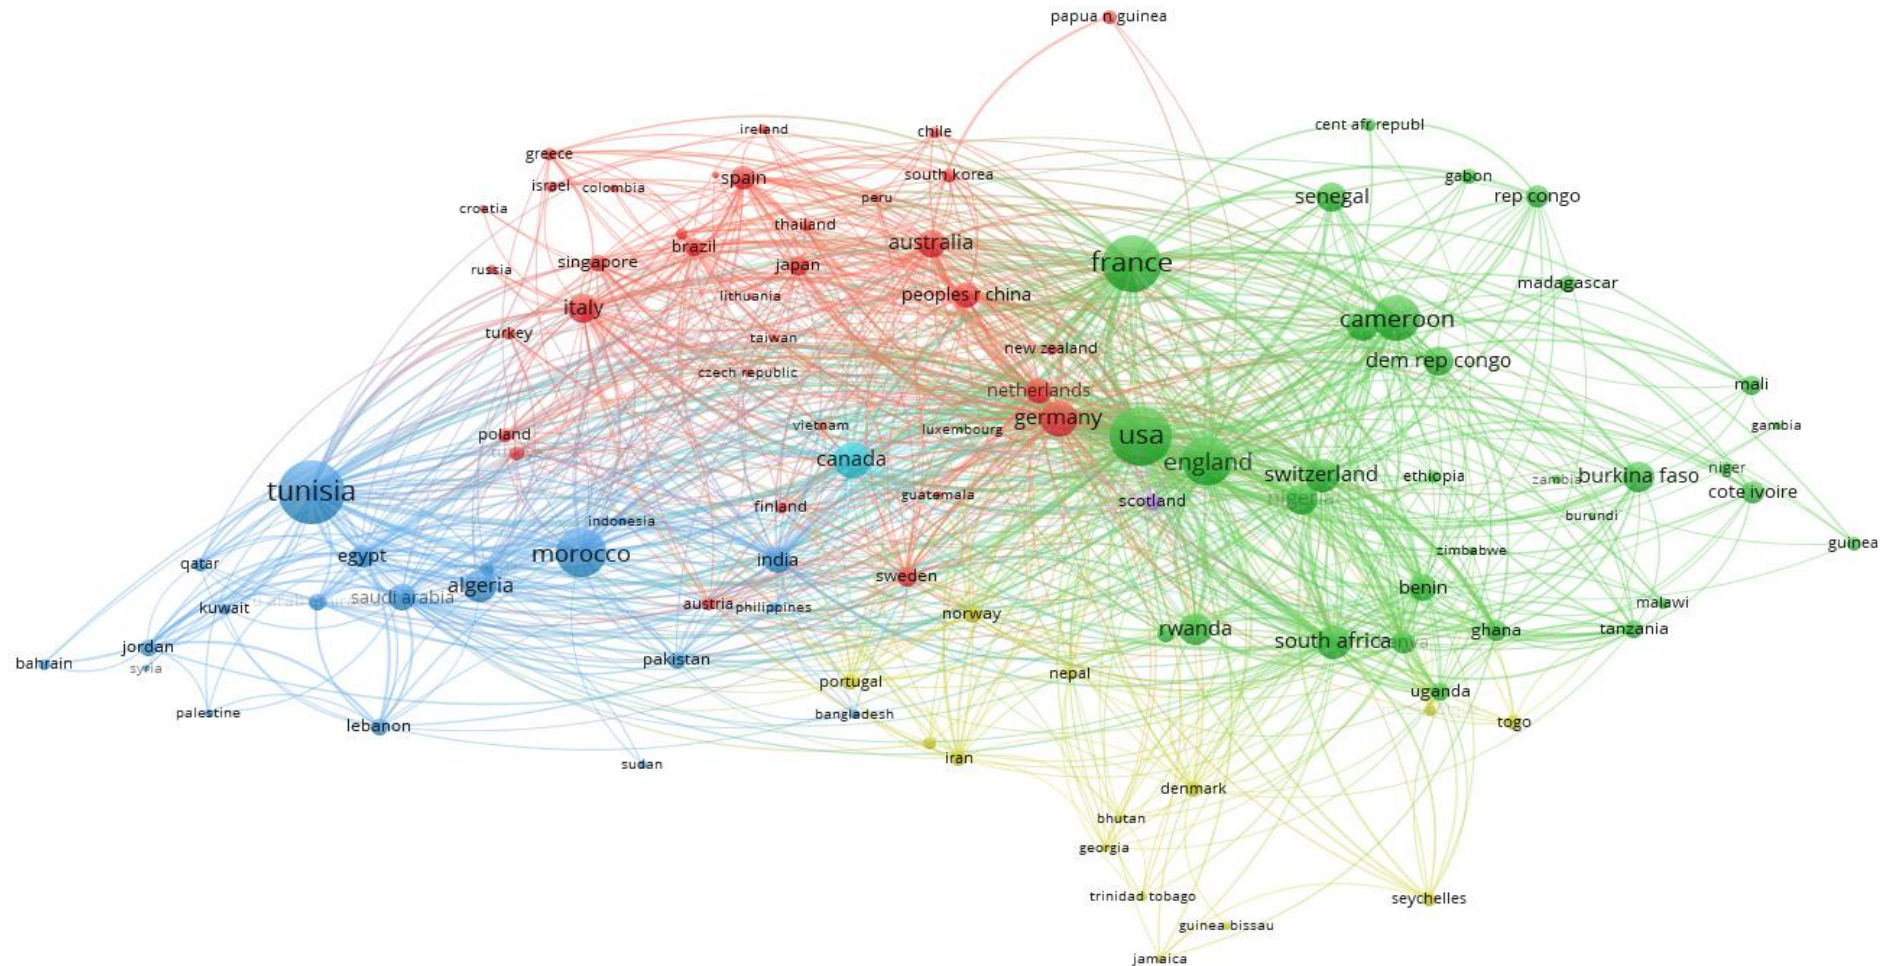 papua n guinea
ireland
chile
cent afr republ
greece
israel
colombia
spain
south korea
gabon
croatia
peru
senegal
rep congo
thailand
brazil
australia
russia
singapore
japan
france
madagascar
lithuania
peoples r china
italy
turkey
taiwan
new zealand
cameroon
czech republic
netherlands
dem rep congo
mali
poland
vietnam
luxembourg
germany
usa
gambia
canada
england
switzerland
ethiopia
zambia
burkina faso
niger
tunisia
finland
guatemala
scotland
nigeria
cote ivoire
indonesia
burundi
qatar
egypt
morocco
india
zimbabwe
guinea
kuwait
saudi arabia
algeria
sweden
benin
austria
philippines
norway
malawi
jordan
rwanda
south africa
ghana
tanzania
bahrain
syria
pakistan
portugal
nepal
uganda
palestine
lebanon
bangladesh
togo
sudan
iran
denmark
bhutan
georgia
trinidad tobago
seychelles
guinea bissau
jamaica